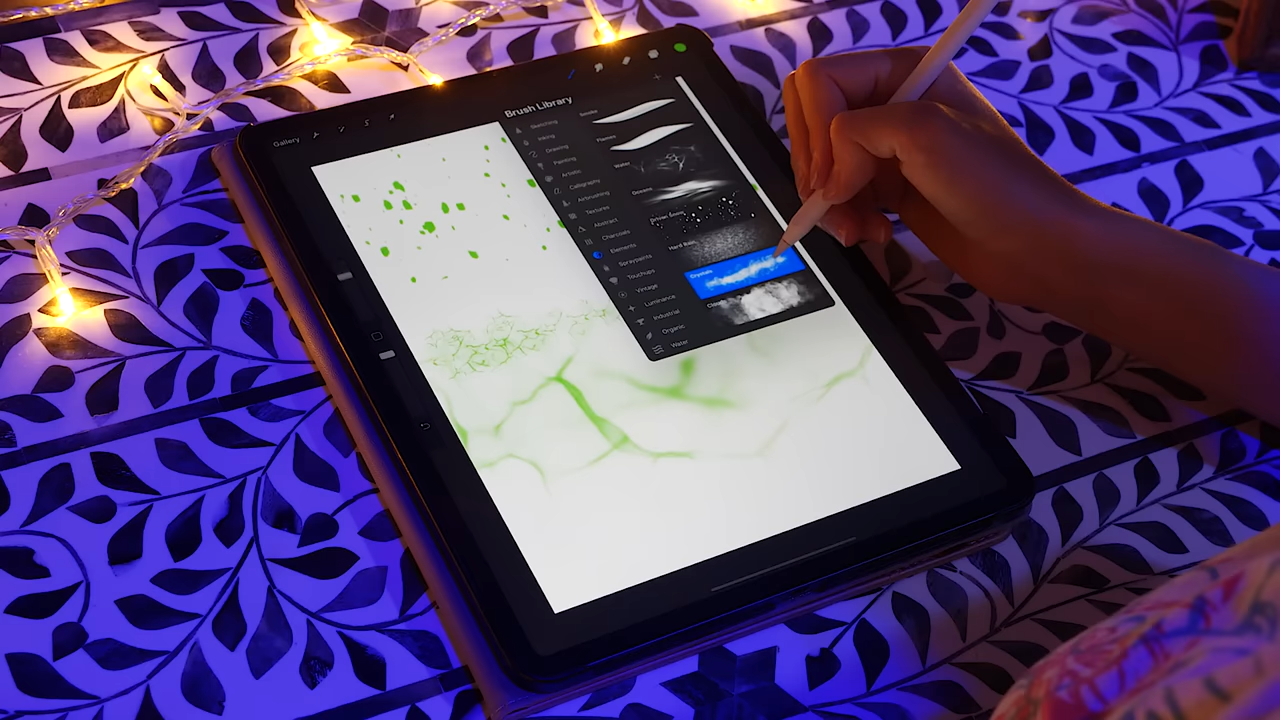 Gallery
Brush Library
Sketching
Inking
Drawing
Painting
Artistic
Calligraphy
Airbrushing
Textures
Abstract
Charcoals
Elements
Spraypaints
Touchups
Vintage
Luminance
Industrial
Organic
Water
Smoke
Flames
Water
Oceans
Hard Rain
Crystals
Clouds